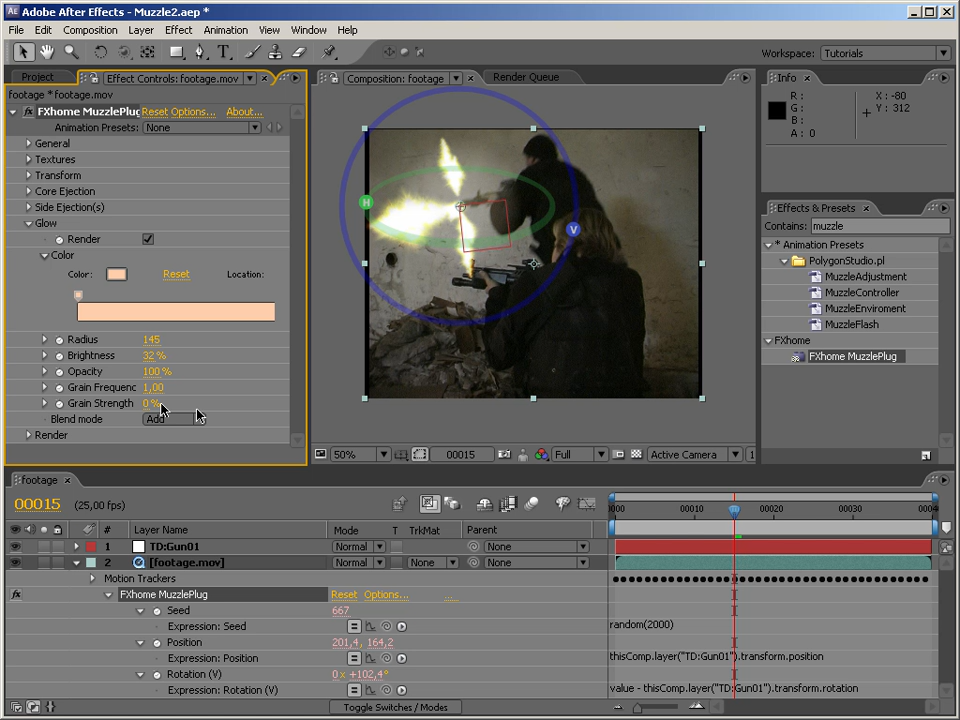 Adobe After Effects - Muzzle2.aep *
File Edit Composition Layer Effect Animation View Window Help
Workspace: Tutorials
Project Effect Controls: footage.mov
footage * footage.mov
FXhome MuzzlePlug Reset Options... About...
Animation Presets: None
General
Textures
Transform
Core Ejection
Side Ejection(s)
Glow
Render
Color
Color: Reset Location:
Radius 145
Brightness 32 %
Opacity 100 %
Grain Frequenc 1,00
Grain Strength 0 %
Blend mode Add
Render
Composition: footage Render Queue
H
V
50% 00015 Full Active Camera 1
Info
R : X : -80
G : Y : 312
B :
A : 0
Effects & Presets
Contains: muzzle
* Animation Presets
PolygonStudio.pl
MuzzleAdjustment
MuzzleController
MuzzleEnviroment
MuzzleFlash
FXhome
FXhome MuzzlePlug
footage
00015 (25,00 fps)
0000 00010 00020 00030 0004
# Layer Name Mode T TrkMat Parent
1 TD:Gun01 Normal None
2 [footage.mov] Normal None None
Motion Trackers
FXhome MuzzlePlug Reset Options... ...
Seed 667
Expression: Seed random(2000)
Position 201,4, 164,2
Expression: Position thisComp.layer("TD:Gun01").transform.position
Rotation (V) 0 x +102,4°
Expression: Rotation (V) value - thisComp.layer("TD:Gun01").transform.rotation
Toggle Switches / Modes